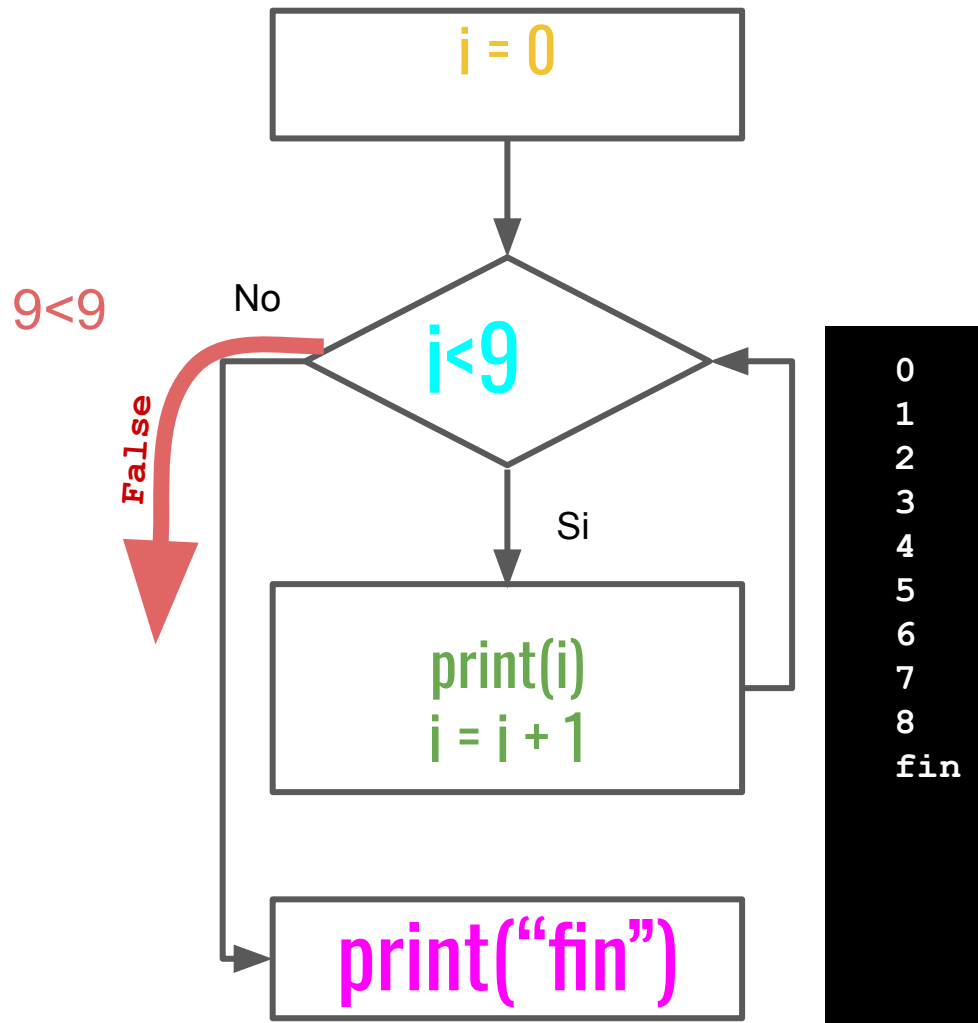 i = 0
No
9<9
i<9
False
Si
print(i)
i = i + 1
print(“fin”)
0
1
2
3
4
5
6
7
8
fin